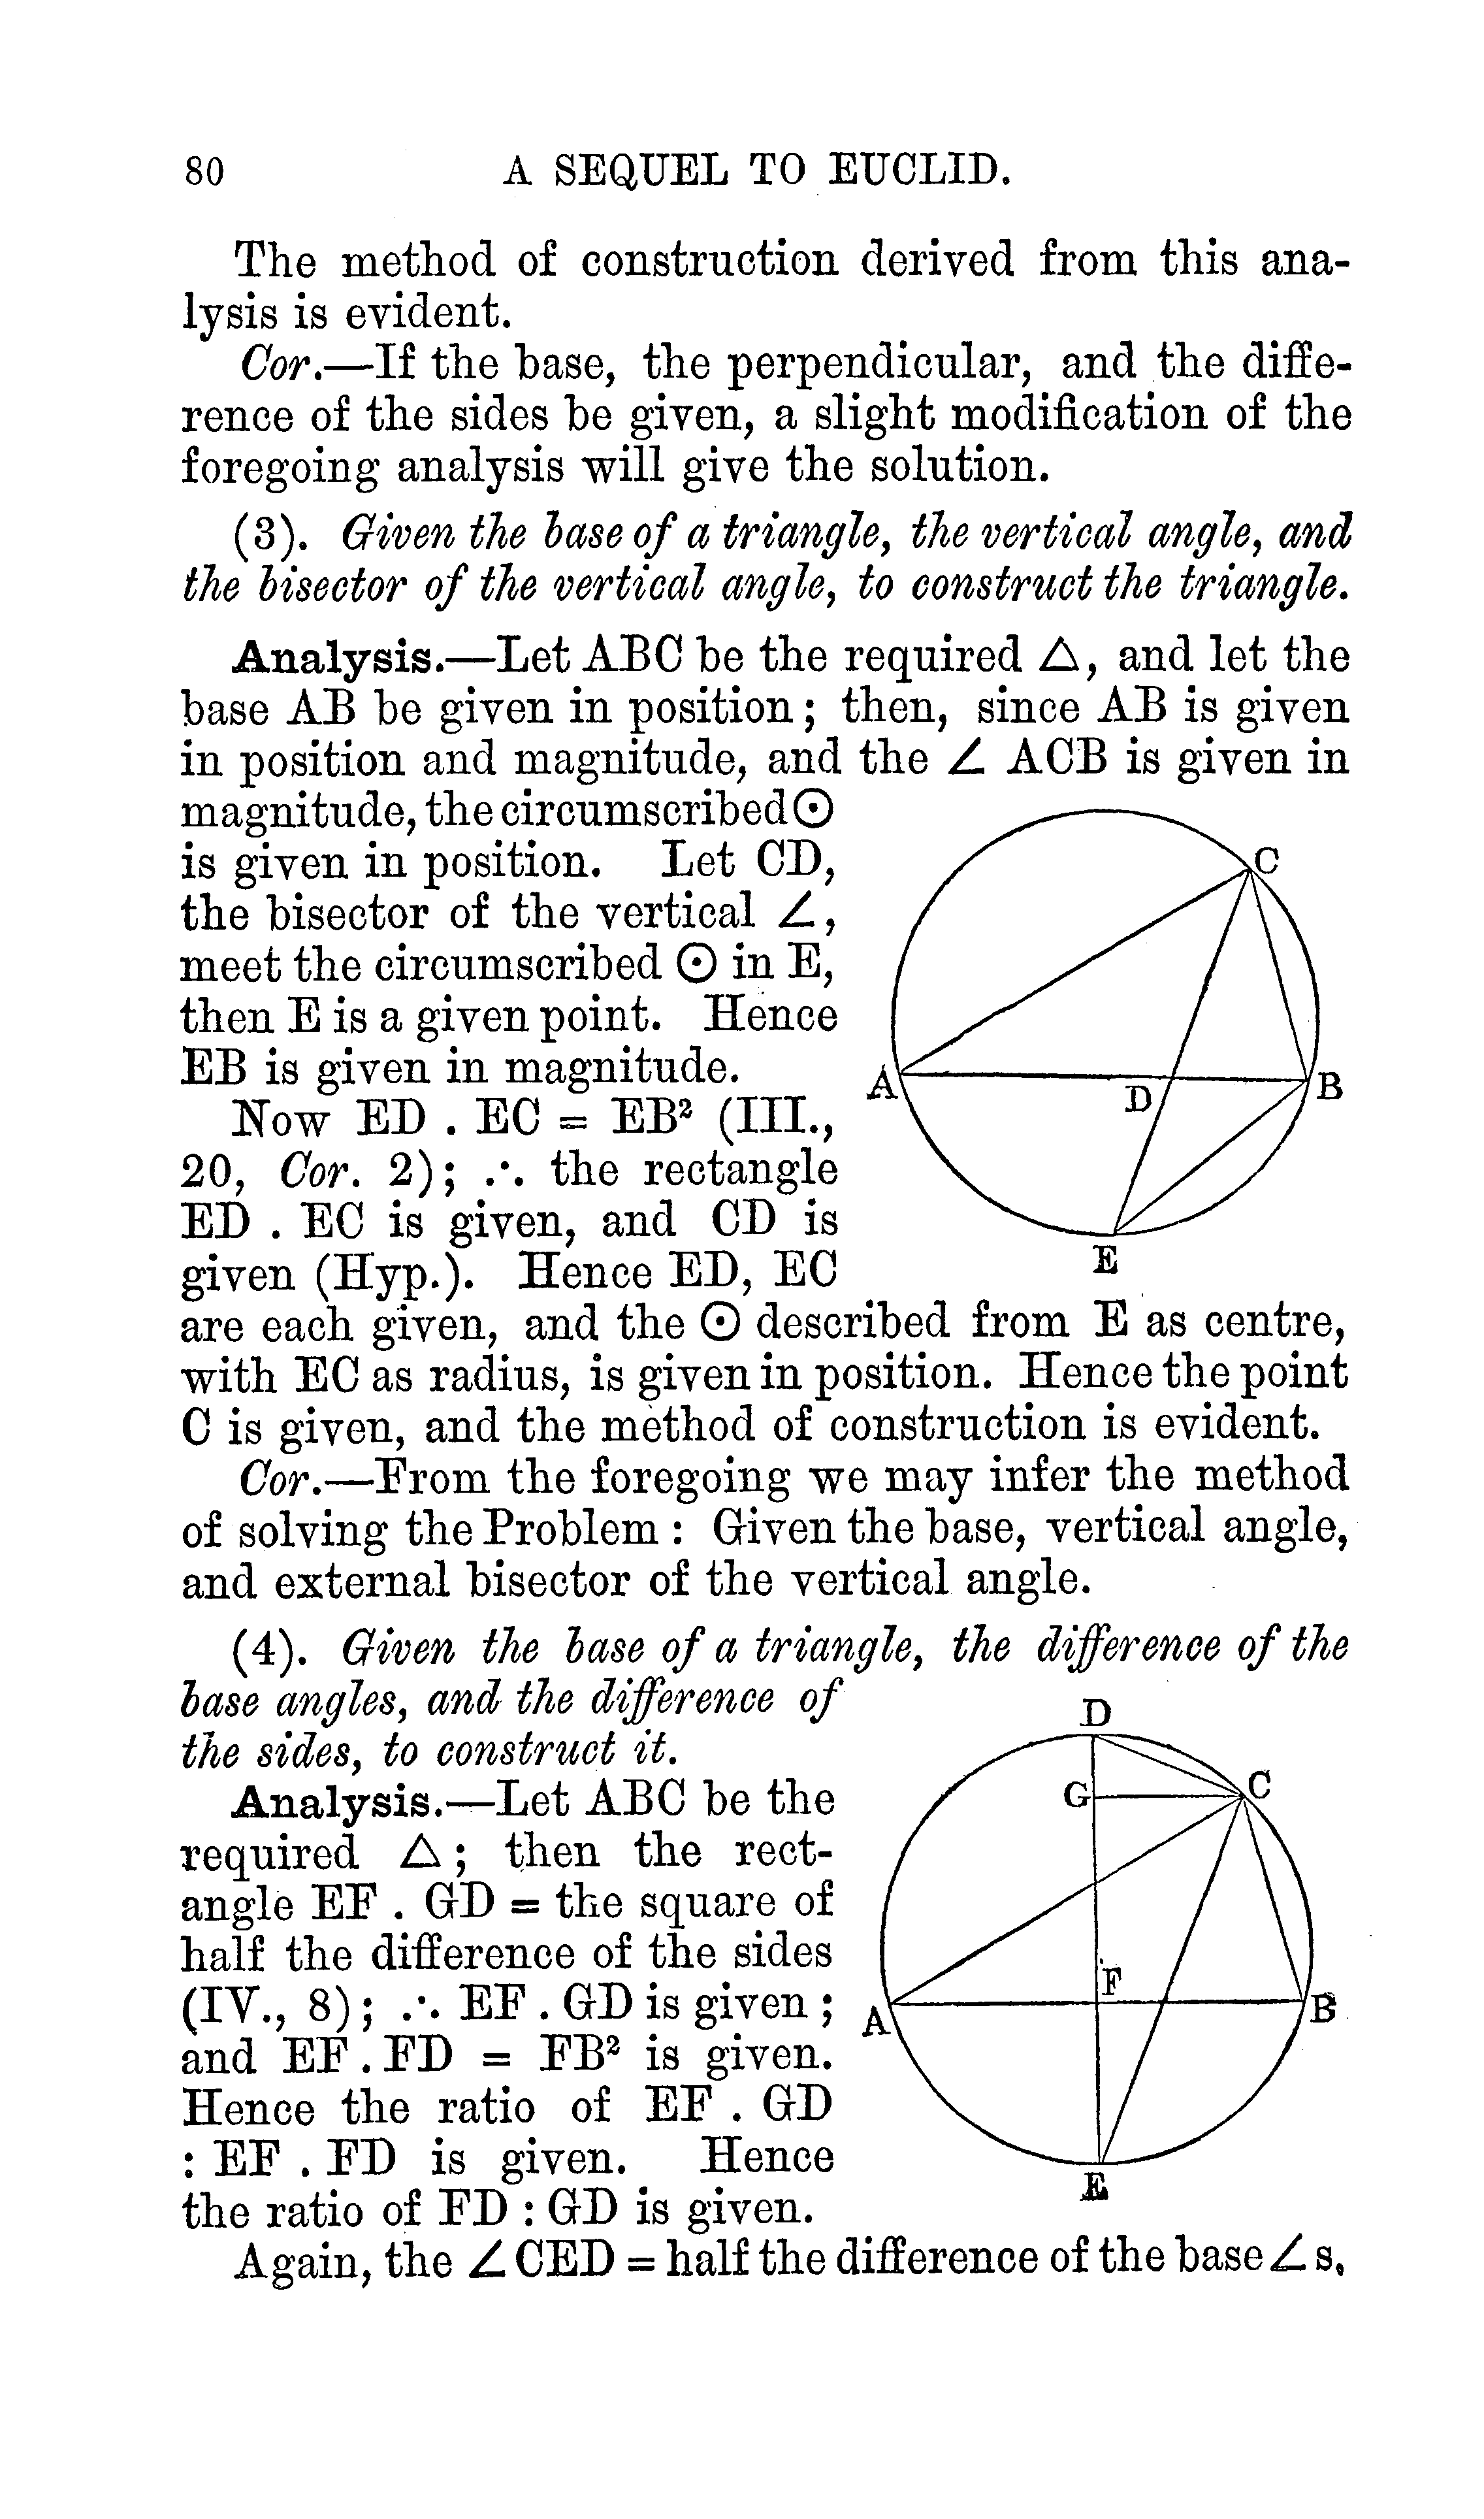 80 A SEQUEL TO EUCLID.
The method of construction derived from this ana-
lysis is evident.
Cor.—If the base, the perpendicular, and the diffe-
rence of the sides be given, a slight modification of the
foregoing analysis will give the solution.
(3). Given the base of a triangle, the vertical angle, and
the bisector of the vertical angle, to construct the triangle.
Analysis.—Let ABC be the required △, and let the
base AB be given in position; then, since AB is given
in position and magnitude, and the ∠ ACB is given in
magnitude, the circumscribed ⊙
is given in position. Let CD,
the bisector of the vertical ∠,
meet the circumscribed ⊙ in E,
then E is a given point. Hence
EB is given in magnitude.
Now ED . EC = EB² (III.,
20, Cor. 2); ∴ the rectangle
ED . EC is given, and CD is
given (Hyp.). Hence ED, EC
C
A
D
B
E
are each given, and the ⊙ described from E as centre,
with EC as radius, is given in position. Hence the point
C is given, and the method of construction is evident.
Cor.—From the foregoing we may infer the method
of solving the Problem: Given the base, vertical angle,
and external bisector of the vertical angle.
(4). Given the base of a triangle, the difference of the
base angles, and the difference of
the sides, to construct it.
Analysis.—Let ABC be the
required △; then the rect-
angle EF . GD = the square of
half the difference of the sides
(IV., 8); ∴ EF . GD is given;
and EF . FD = FB² is given.
Hence the ratio of EF . GD
: EF . FD is given. Hence
the ratio of FD : GD is given.
D
G
C
F
A
B
E
Again, the ∠ CED = half the difference of the base ∠s,